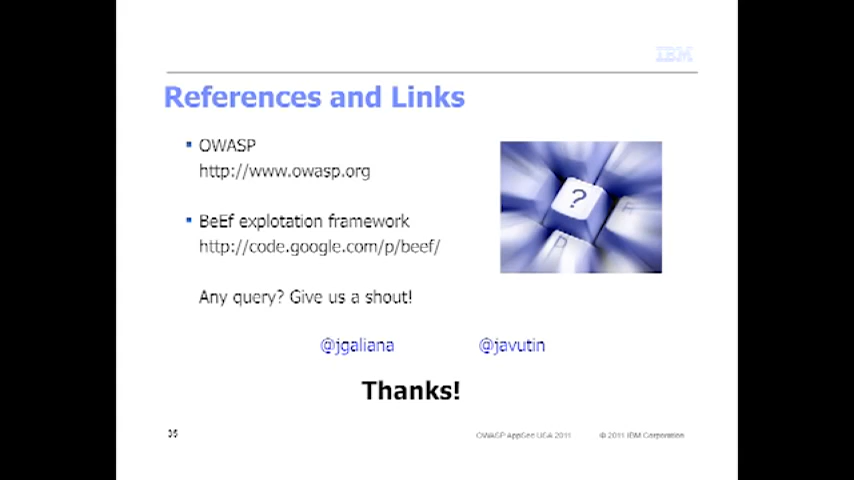 IBM
References and Links
OWASP
http://www.owasp.org
BeEf explotation framework
http://code.google.com/p/beef/
Any query? Give us a shout!
@jgaliana
@javutin
Thanks!
35
OWASP AppSec USA 2011
© 2011 IBM Corporation
?
F
D